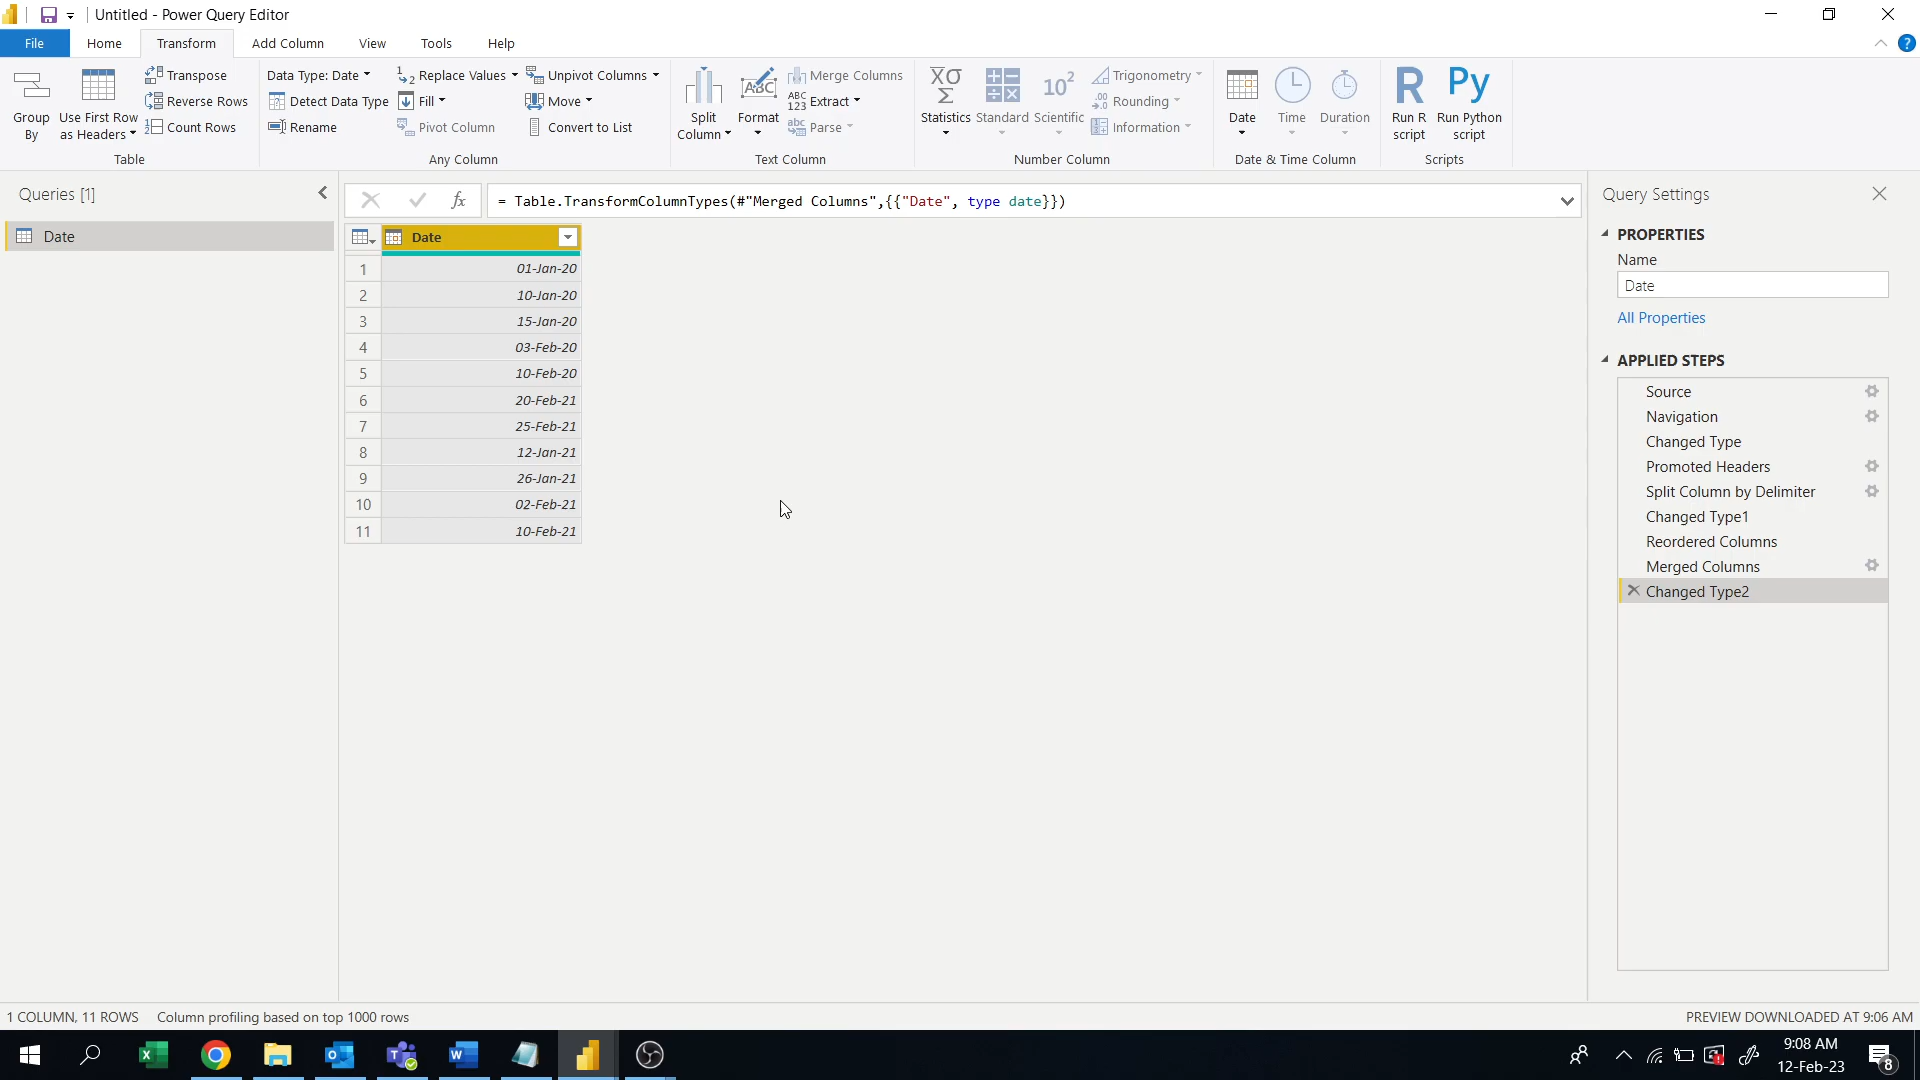 Untitled - Power Query Editor
File Home Transform Add Column View Tools Help
Group By
Use First Row as Headers
Transpose
Reverse Rows
Count Rows
Table
Data Type: Date
Detect Data Type
Rename
Replace Values
Fill
Pivot Column
Unpivot Columns
Move
Convert to List
Any Column
Split Column
Format
Merge Columns
Extract
Parse
Text Column
Statistics
Standard
Scientific
Trigonometry
Rounding
Information
Number Column
Date
Time
Duration
Date & Time Column
Run R script
Run Python script
Scripts
Queries [1]
Date
= Table.TransformColumnTypes(#"Merged Columns",{{"Date", type date}})
Date
1 01-Jan-20
2 10-Jan-20
3 15-Jan-20
4 03-Feb-20
5 10-Feb-20
6 20-Feb-21
7 25-Feb-21
8 12-Jan-21
9 26-Jan-21
10 02-Feb-21
11 10-Feb-21
Query Settings
PROPERTIES
Name
Date
All Properties
APPLIED STEPS
Source
Navigation
Changed Type
Promoted Headers
Split Column by Delimiter
Changed Type1
Reordered Columns
Merged Columns
Changed Type2
1 COLUMN, 11 ROWS Column profiling based on top 1000 rows
PREVIEW DOWNLOADED AT 9:06 AM
9:08 AM
12-Feb-23
8